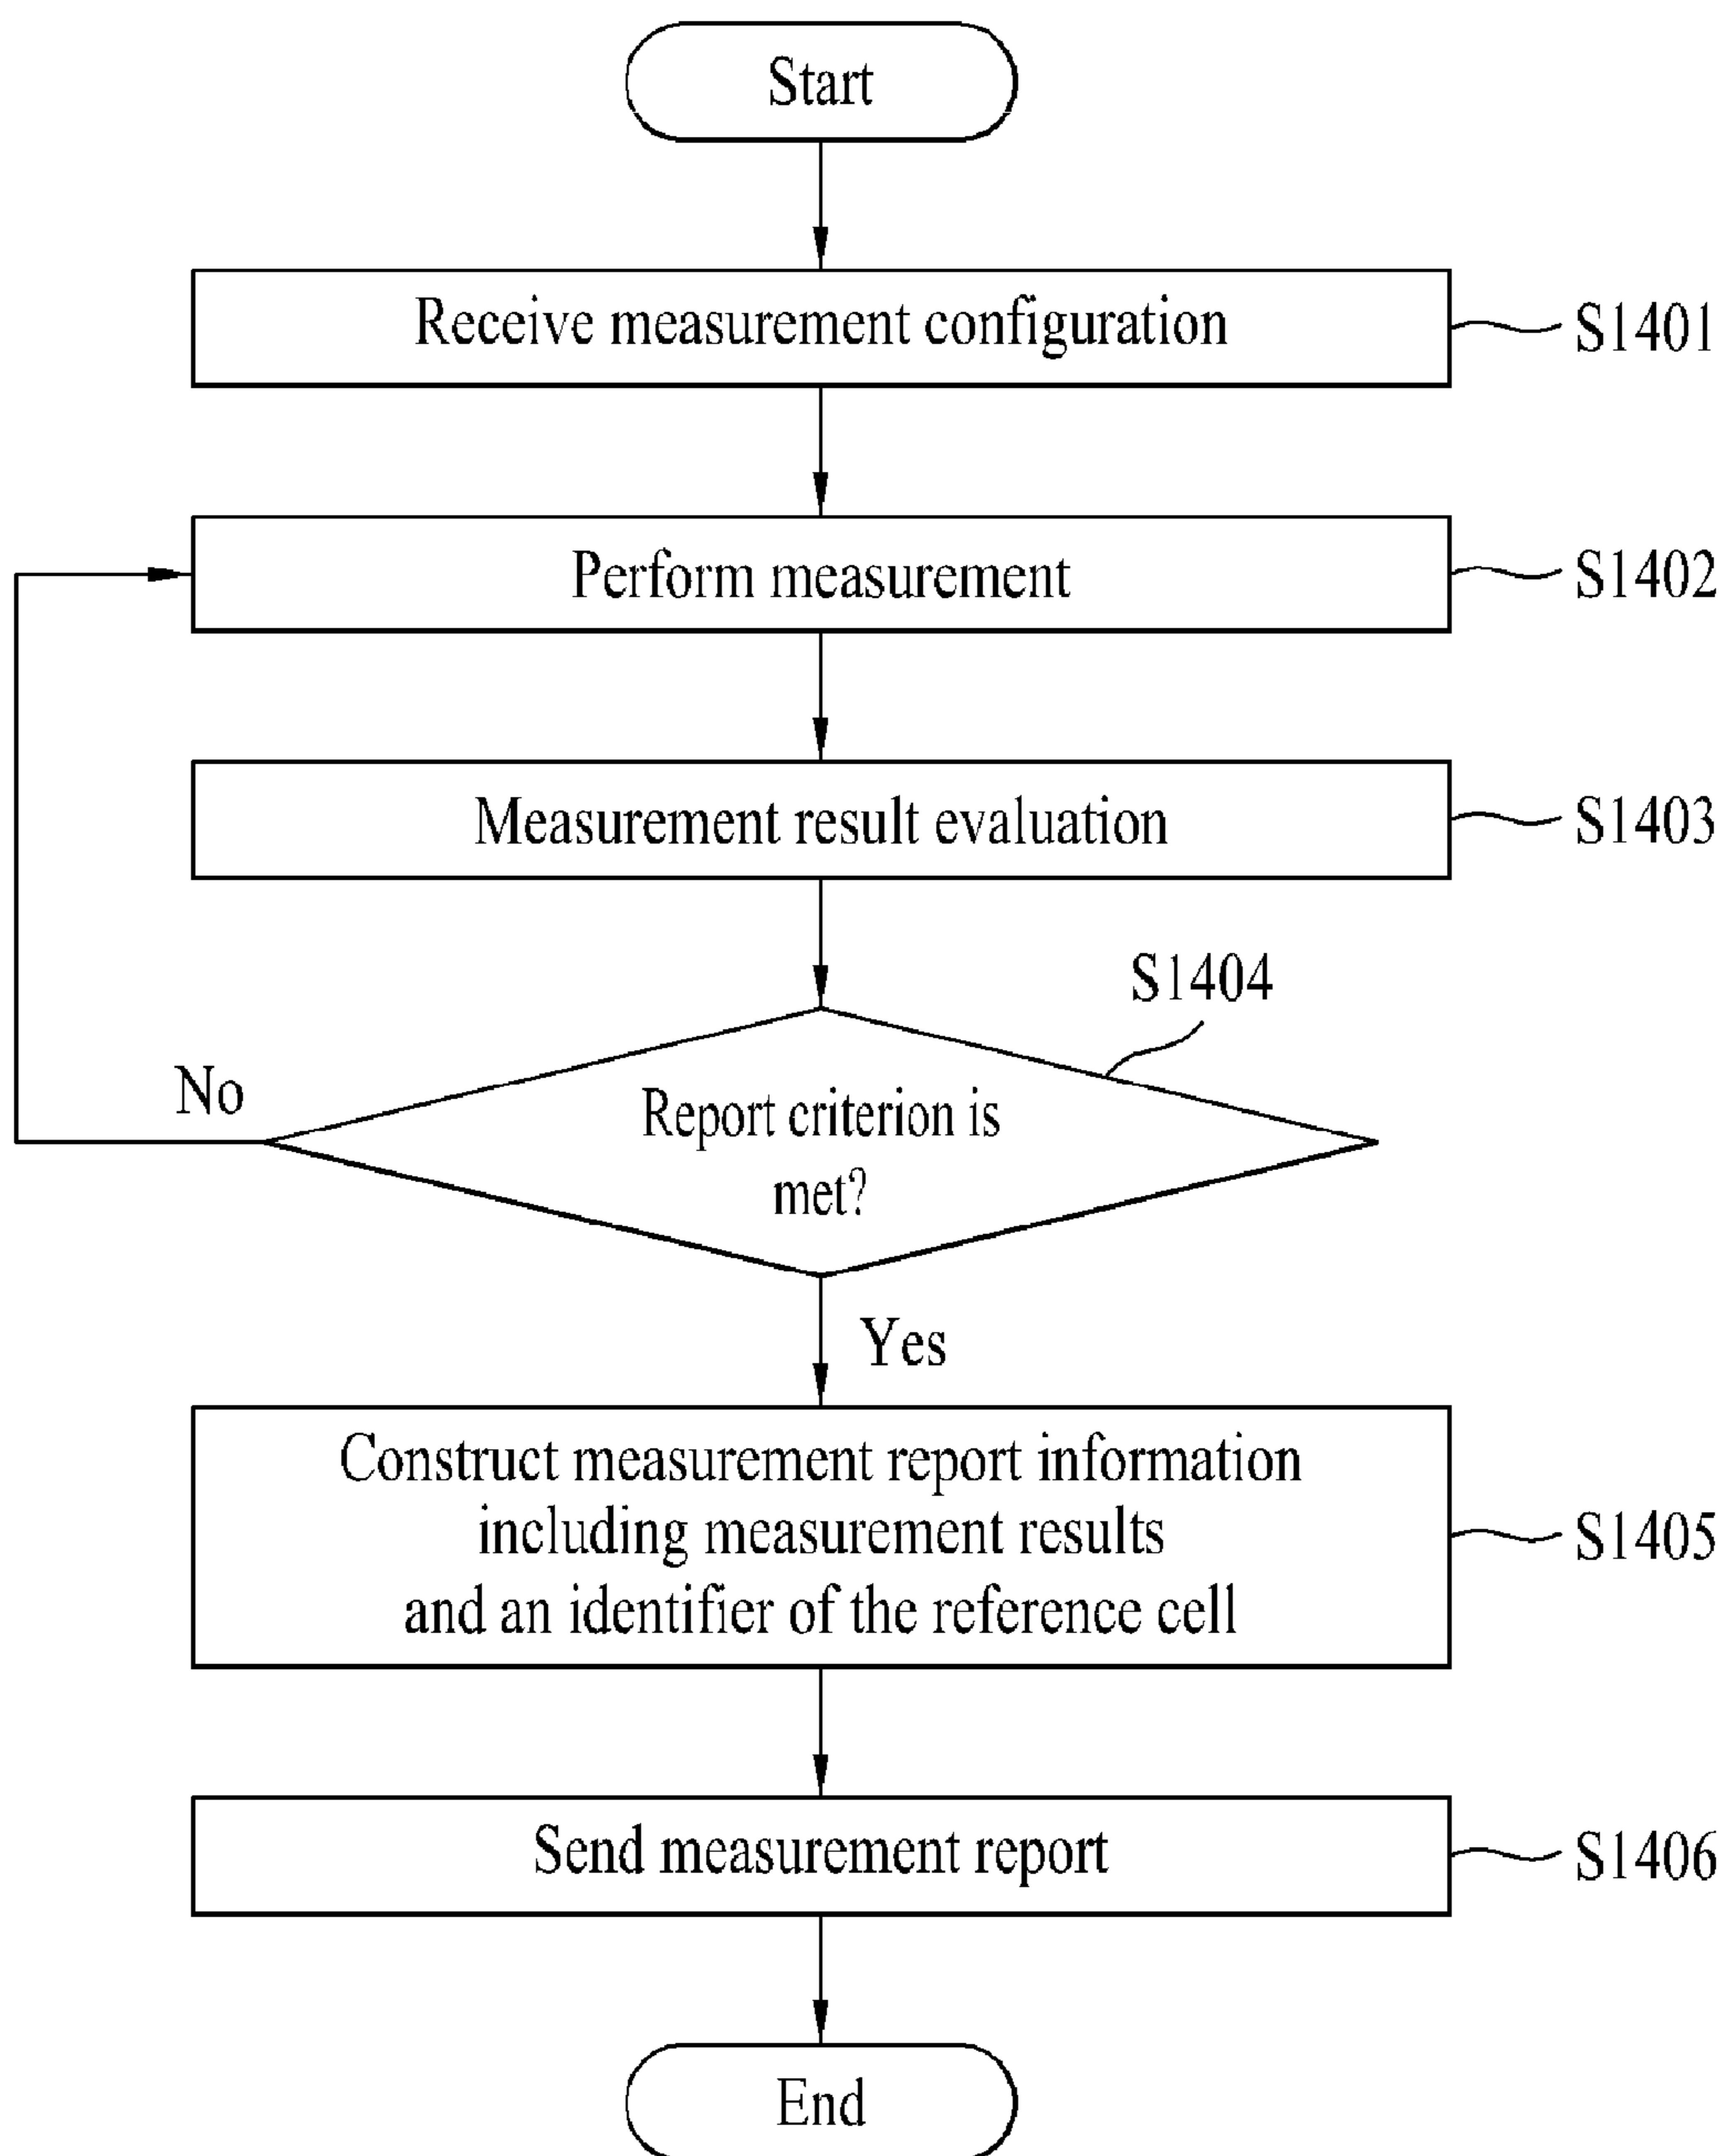 Start
Receive measurement configuration
S1401
Perform measurement
S1402
Measurement result evaluation
S1403
S1404
No
Report criterion is
met?
Yes
Construct measurement report information
including measurement results
and an identifier of the reference cell
S1405
Send measurement report
S1406
End